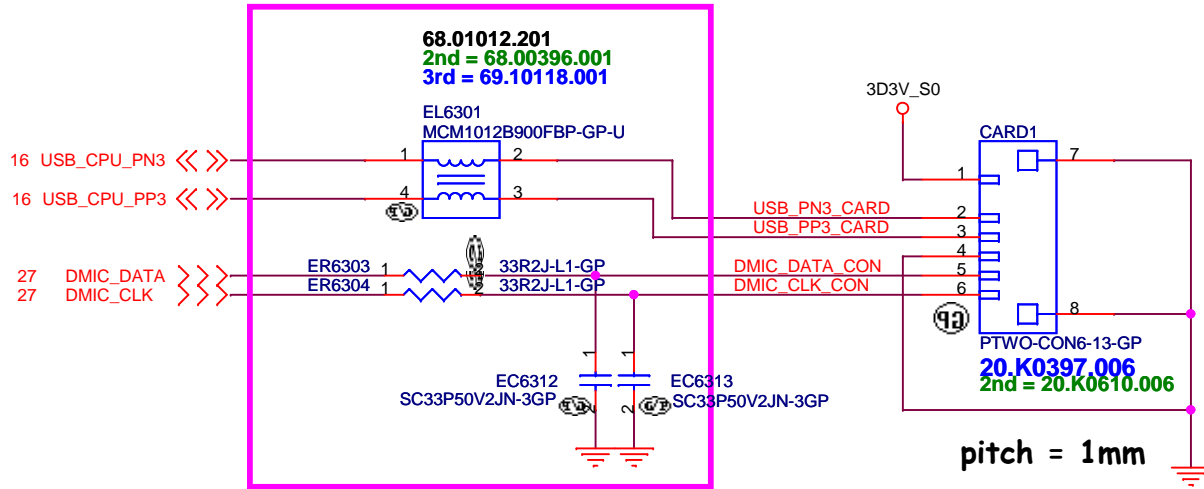 68.01012.201
2nd = 68.00396.001
3rd = 69.10118.001
EL6301
MCM1012B900FBP-GP-U
3D3V_S0
CARD1
16 USB_CPU_PN3
1
2
7
1
16 USB_CPU_PP3
4
3
USB_PN3_CARD
2
USB_PP3_CARD
3
4
27 DMIC_DATA
ER6303
1
33R2J-L1-GP
DMIC_DATA_CON
5
27 DMIC_CLK
ER6304
1
2
33R2J-L1-GP
DMIC_CLK_CON
6
GP
8
PTWO-CON6-13-GP
20.K0397.006
2nd = 20.K0610.006
1
1
EC6312
SC33P50V2JN-3GP
2
EC6313
SC33P50V2JN-3GP
2
pitch = 1mm